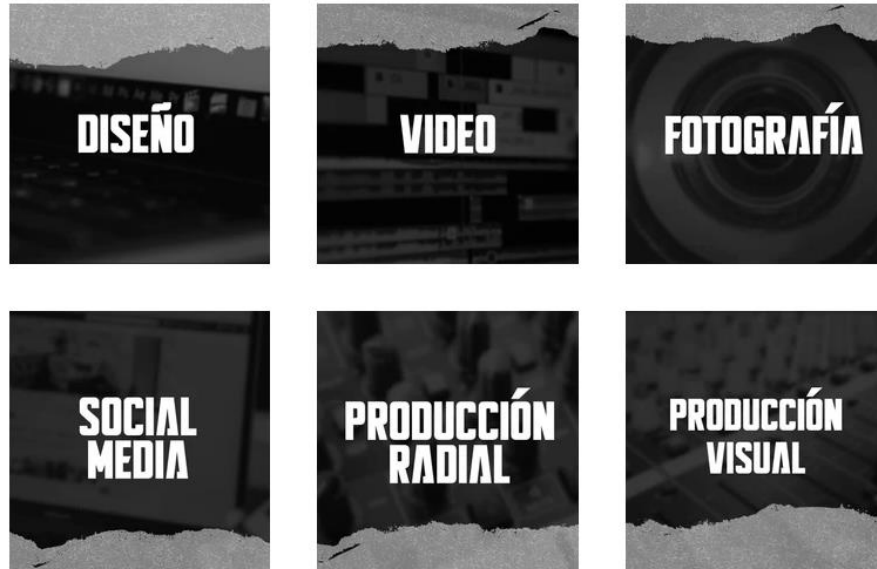 DISEÑO
VIDEO
FOTOGRAFÍA
SOCIAL
MEDIA
PRODUCCIÓN
RADIAL
PRODUCCIÓN
VISUAL